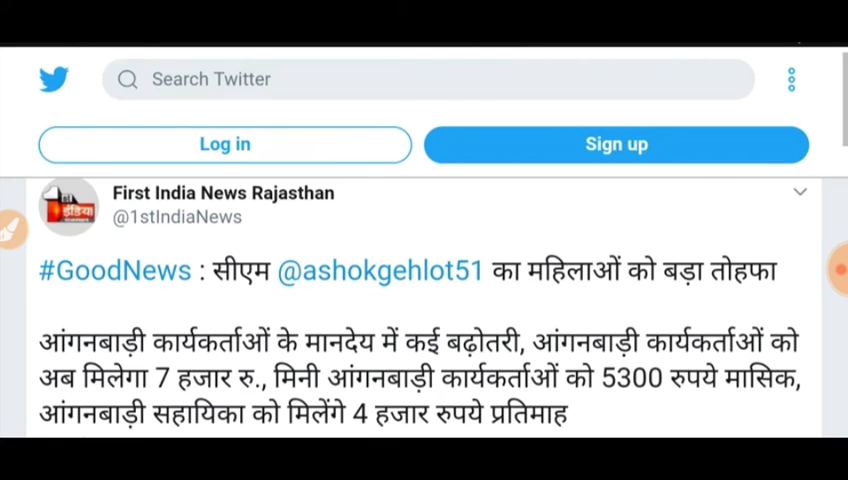 Search Twitter
Log in
Sign up
First India News Rajasthan
@1stIndiaNews
इंडिया
#GoodNews : सीएम @ashokgehlot51 का महिलाओं को बड़ा तोहफा
आंगनबाड़ी कार्यकर्ताओं के मानदेय में कई बढ़ोतरी, आंगनबाड़ी कार्यकर्ताओं को
अब मिलेगा 7 हजार रु., मिनी आंगनबाड़ी कार्यकर्ताओं को 5300 रुपये मासिक,
आंगनबाड़ी सहायिका को मिलेंगे 4 हजार रुपये प्रतिमाह